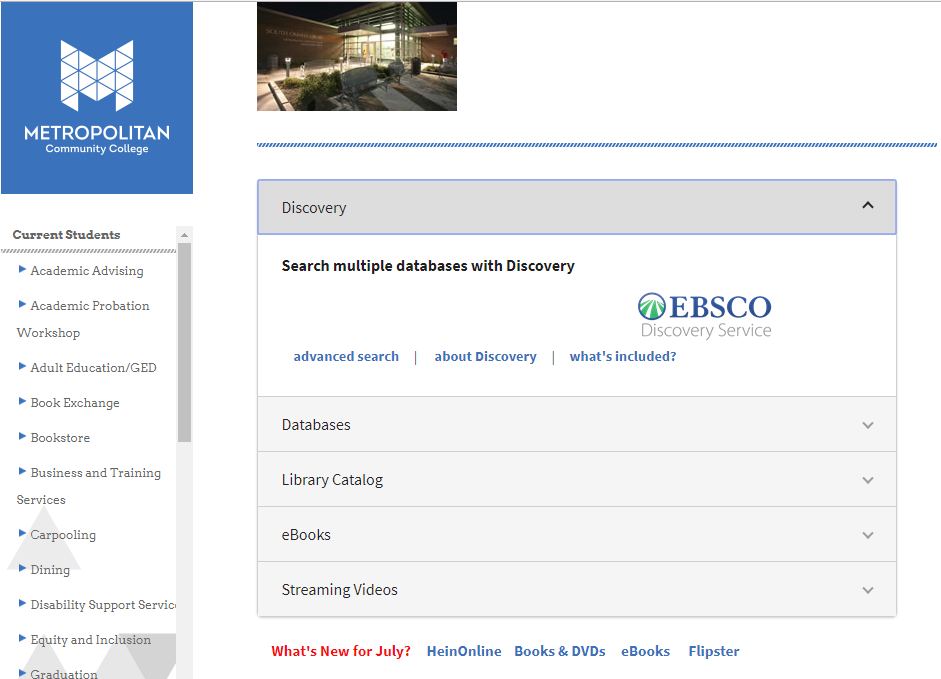 SOUTH OMAHA LIBRARY
METROPOLITAN
Community College
Current Students
Academic Advising
Academic Probation
Workshop
Adult Education/GED
Book Exchange
Bookstore
Business and Training
Services
Carpooling
Dining
Disability Support Servic
Equity and Inclusion
Graduation
Discovery
Search multiple databases with Discovery
EBSCO
Discovery Service
advanced search | about Discovery | what's included?
Databases
Library Catalog
eBooks
Streaming Videos
What's New for July? HeinOnline Books & DVDs eBooks Flipster